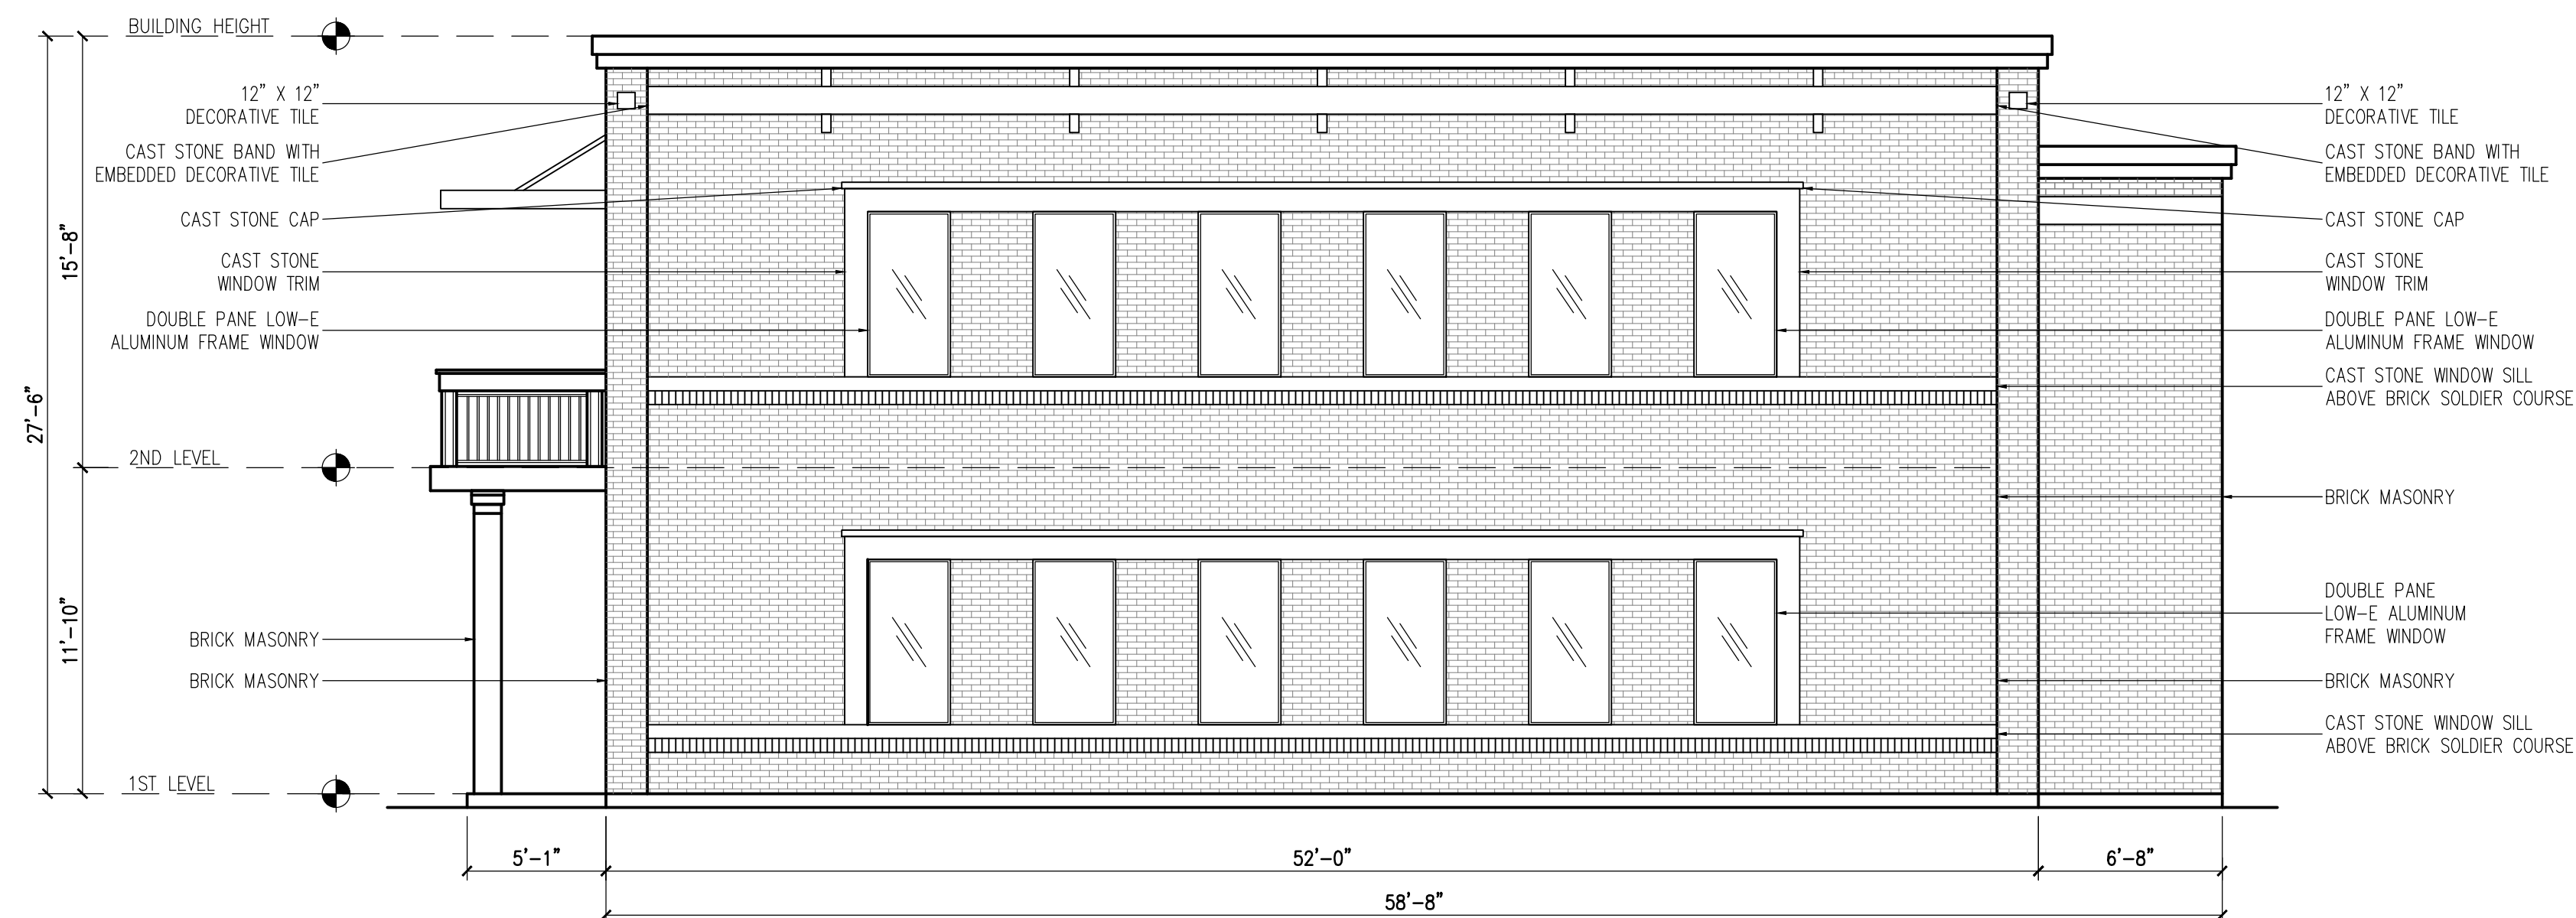 BUILDING HEIGHT
12” X 12”
DECORATIVE TILE
CAST STONE BAND WITH
EMBEDDED DECORATIVE TILE
CAST STONE CAP
CAST STONE
WINDOW TRIM
DOUBLE PANE LOW-E
ALUMINUM FRAME WINDOW
2ND LEVEL
BRICK MASONRY
BRICK MASONRY
1ST LEVEL
27'-6”
15'-8”
11'-10”
12” X 12”
DECORATIVE TILE
CAST STONE BAND WITH
EMBEDDED DECORATIVE TILE
CAST STONE CAP
CAST STONE
WINDOW TRIM
DOUBLE PANE LOW-E
ALUMINUM FRAME WINDOW
CAST STONE WINDOW SILL
ABOVE BRICK SOLDIER COURSE
BRICK MASONRY
DOUBLE PANE
LOW-E ALUMINUM
FRAME WINDOW
BRICK MASONRY
CAST STONE WINDOW SILL
ABOVE BRICK SOLDIER COURSE
5'-1”
52'-0”
6'-8”
58'-8”